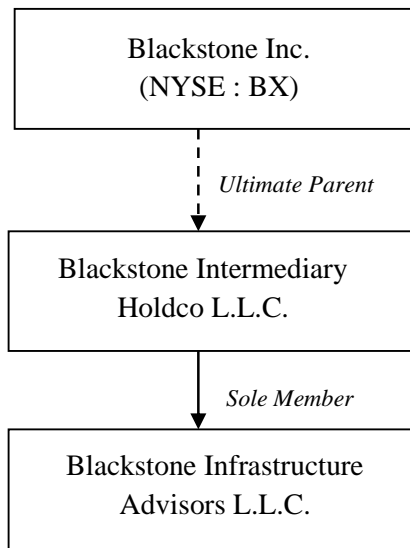 Blackstone Inc.
(NYSE : BX)
Ultimate Parent
Blackstone Intermediary
Holdco L.L.C.
Sole Member
Blackstone Infrastructure
Advisors L.L.C.